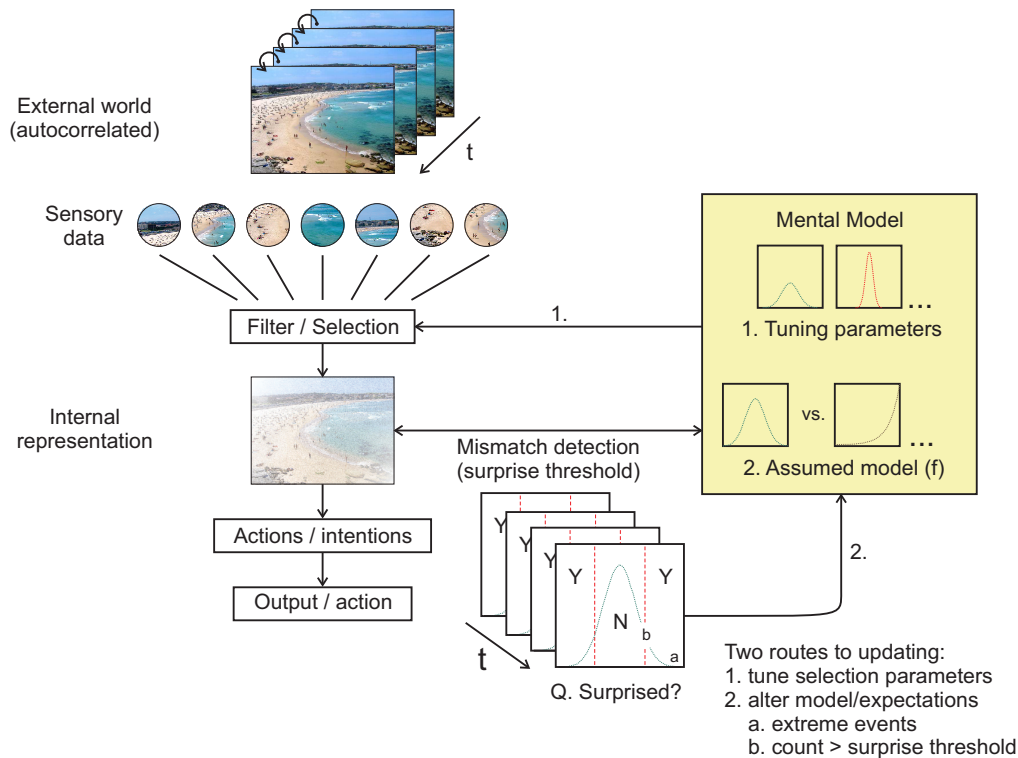 External world
(autocorrelated)
t
Sensory
data
Filter / Selection
1.
Mental Model
...
1. Tuning parameters
vs.
...
2. Assumed model (f)
Internal
representation
Mismatch detection
(surprise threshold)
Actions / intentions
Output / action
Y
Y
Y
Y
Y
N
b
a
t
Q. Surprised?
2.
Two routes to updating:
1. tune selection parameters
2. alter model/expectations
a. extreme events
b. count > surprise threshold